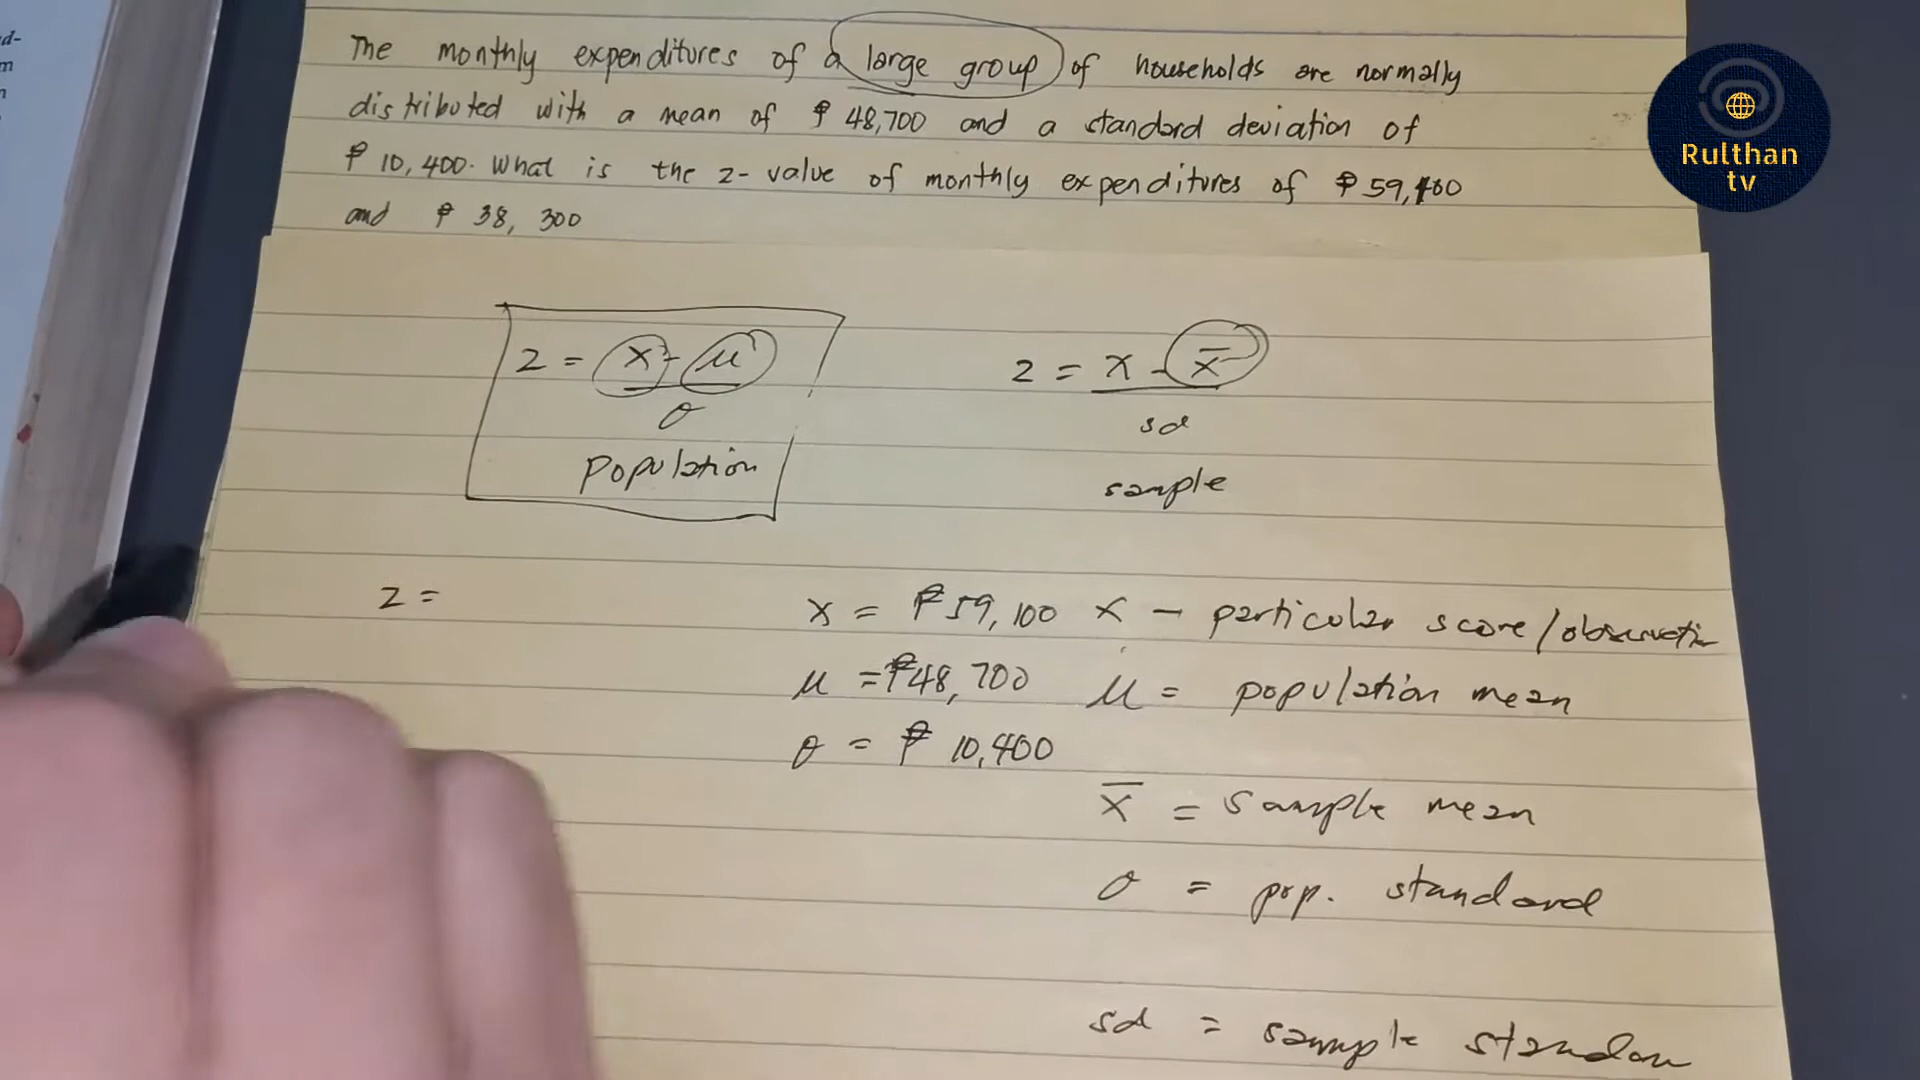 d-
m
n
The monthly expenditures of a large group of households are normally
distributed with a mean of ₱ 48,700 and a standard deviation of
₱ 10,400. What is the z-value of monthly expenditures of ₱ 59,100
and ₱ 38,300
Rulthan
tv
z = x - μ
σ
population
z = x - x̄
sd
sample
z =
x = ₱59,100
μ = ₱48,700
σ = ₱ 10,400
x - particular score/observatin
μ = population mean
x̄ = sample mean
σ = pop. standard
sd = sample standar